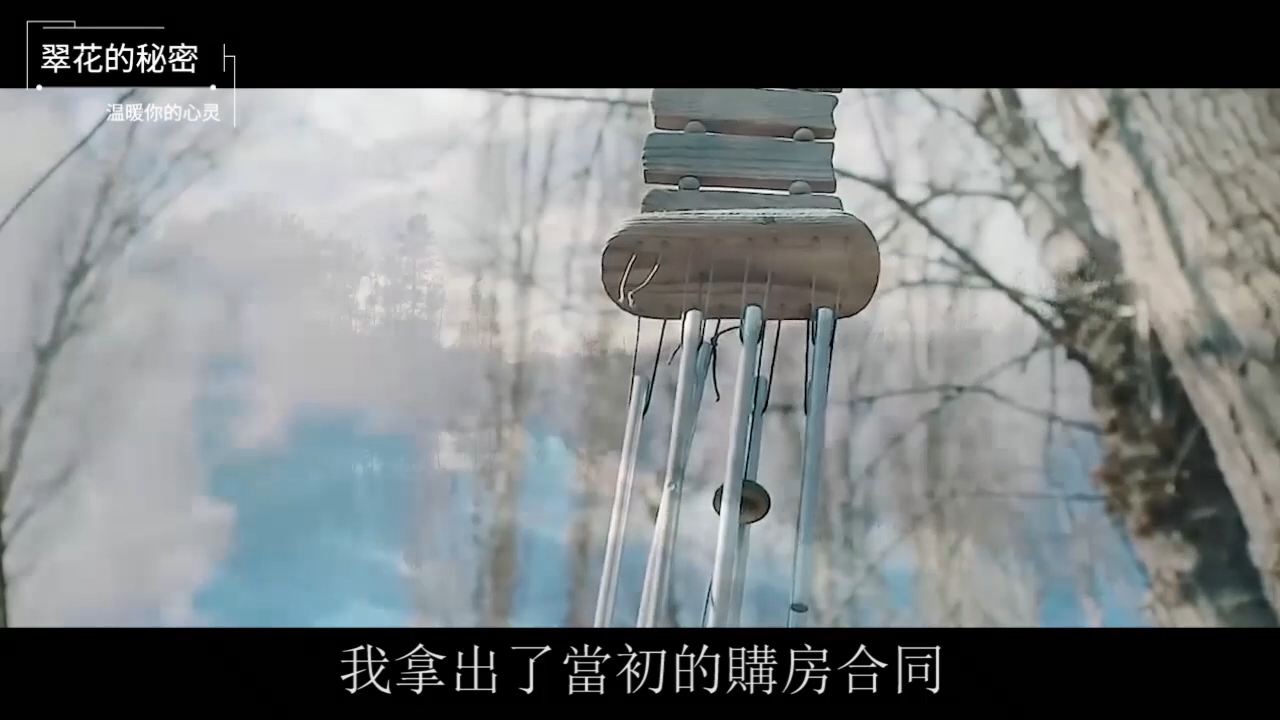 翠花的秘密
温暖你的心灵
我拿出了當初的購房合同